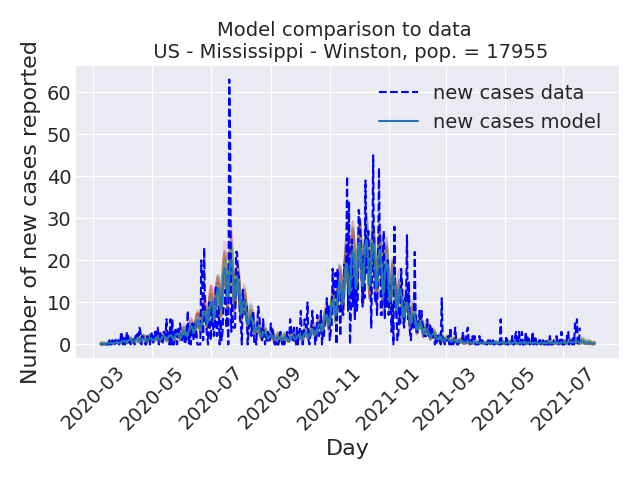 Model comparison to data
US - Mississippi - Winston, pop. = 17955
new cases data
new cases model
Number of new cases reported
60
50
40
30
20
10
0
2020-03
2020-05
2020-07
2020-09
2020-11
2021-01
2021-03
2021-05
2021-07
Day